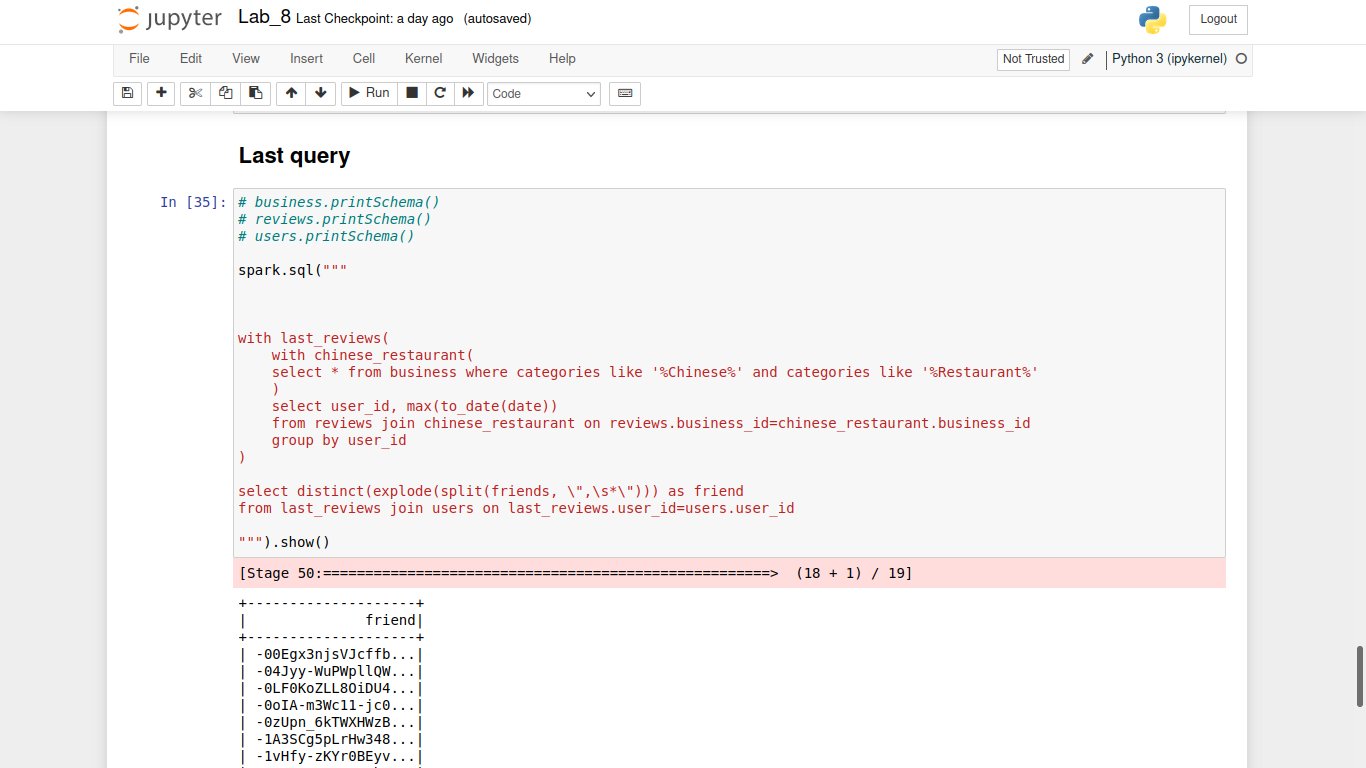 jupyter Lab_8 Last Checkpoint: a day ago (autosaved)
Logout
File Edit View Insert Cell Kernel Widgets Help
Not Trusted Python 3 (ipykernel)
Run Code
Last query
In [35]:
# business.printSchema()
# reviews.printSchema()
# users.printSchema()
spark.sql("""
with last_reviews(
    with chinese_restaurant(
    select * from business where categories like '%Chinese%' and categories like '%Restaurant%'
    )
    select user_id, max(to_date(date))
    from reviews join chinese_restaurant on reviews.business_id=chinese_restaurant.business_id
    group by user_id
)
select distinct(explode(split(friends, \",\s*\"))) as friend
from last_reviews join users on last_reviews.user_id=users.user_id
""").show()
[Stage 50:=====================================================>  (18 + 1) / 19]
+--------------------+
|              friend|
+--------------------+
| -00Egx3njsVJcffb...|
| -04Jyy-WuPWpllQW...|
| -0LF0KoZLL8OiDU4...|
| -0oIA-m3Wc11-jc0...|
| -0zUpn_6kTWXHWzB...|
| -1A3SCg5pLrHw348...|
| -1vHfy-zKYr0BEyv...|